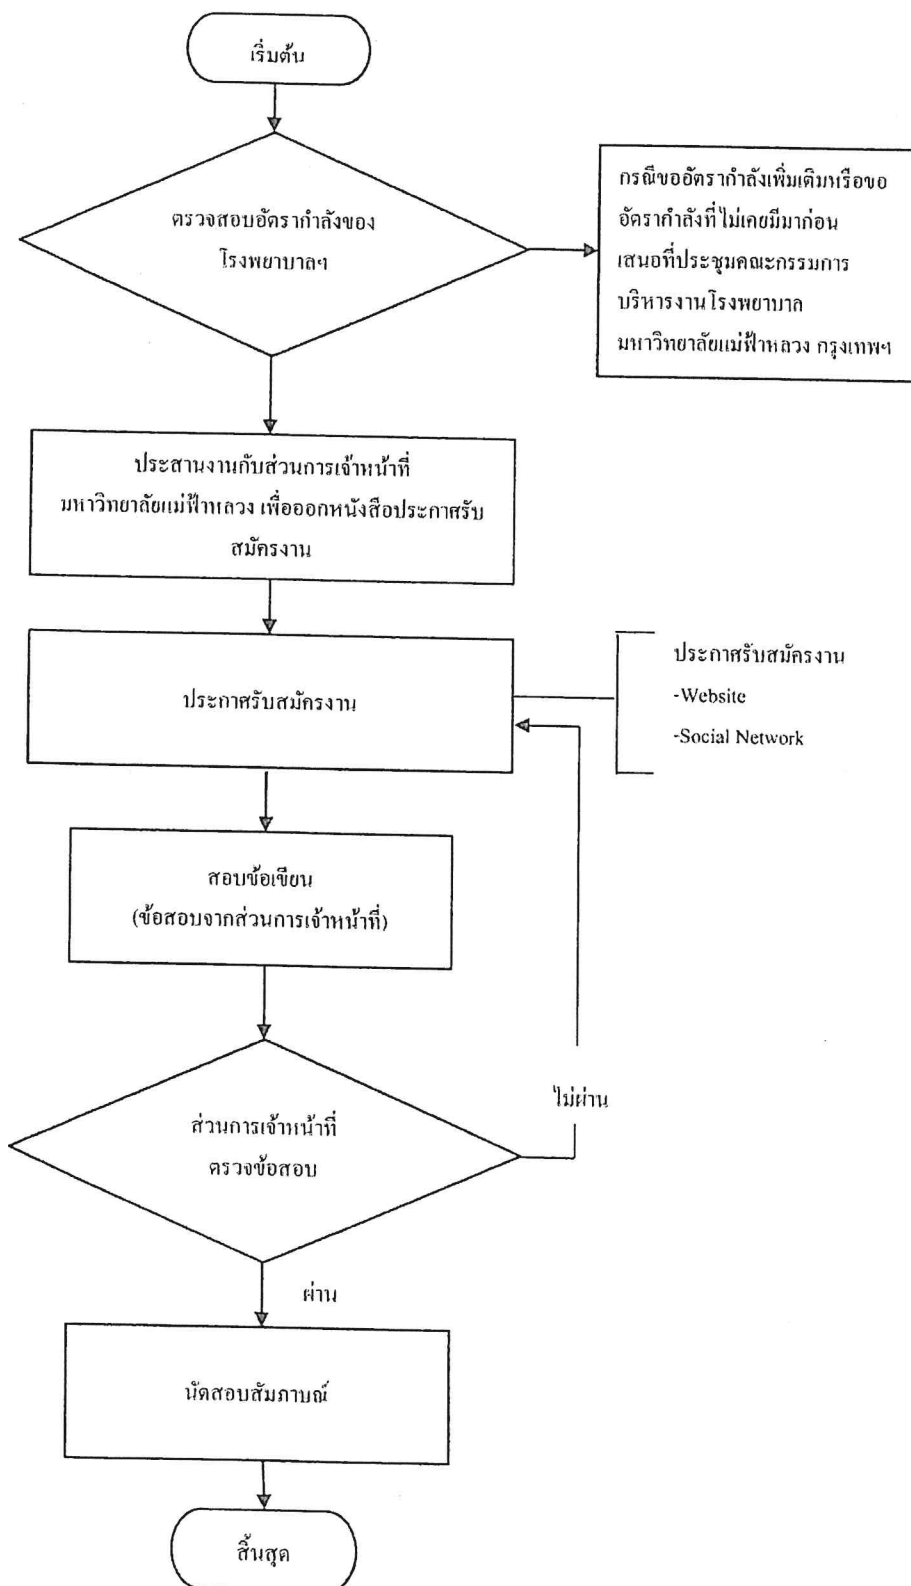 เริ่มต้น
ตรวจสอบอัตรากำลังของ
โรงพยาบาลฯ
กรณีขออัตรากำลังเพิ่มเติมหรือขอ
อัตรากำลังที่ไม่เคยมีมาก่อน
เสนอที่ประชุมคณะกรรมการ
บริหารงานโรงพยาบาล
มหาวิทยาลัยแม่ฟ้าหลวง กรุงเทพฯ
ประสานงานกับส่วนการเจ้าหน้าที่
มหาวิทยาลัยแม่ฟ้าหลวง เพื่อออกหนังสือประกาศรับ
สมัครงาน
ประกาศรับสมัครงาน
ประกาศรับสมัครงาน
-Website
-Social Network
สอบข้อเขียน
(ข้อสอบจากส่วนการเจ้าหน้าที่)
ส่วนการเจ้าหน้าที่
ตรวจข้อสอบ
ไม่ผ่าน
ผ่าน
นัดสอบสัมภาษณ์
สิ้นสุด